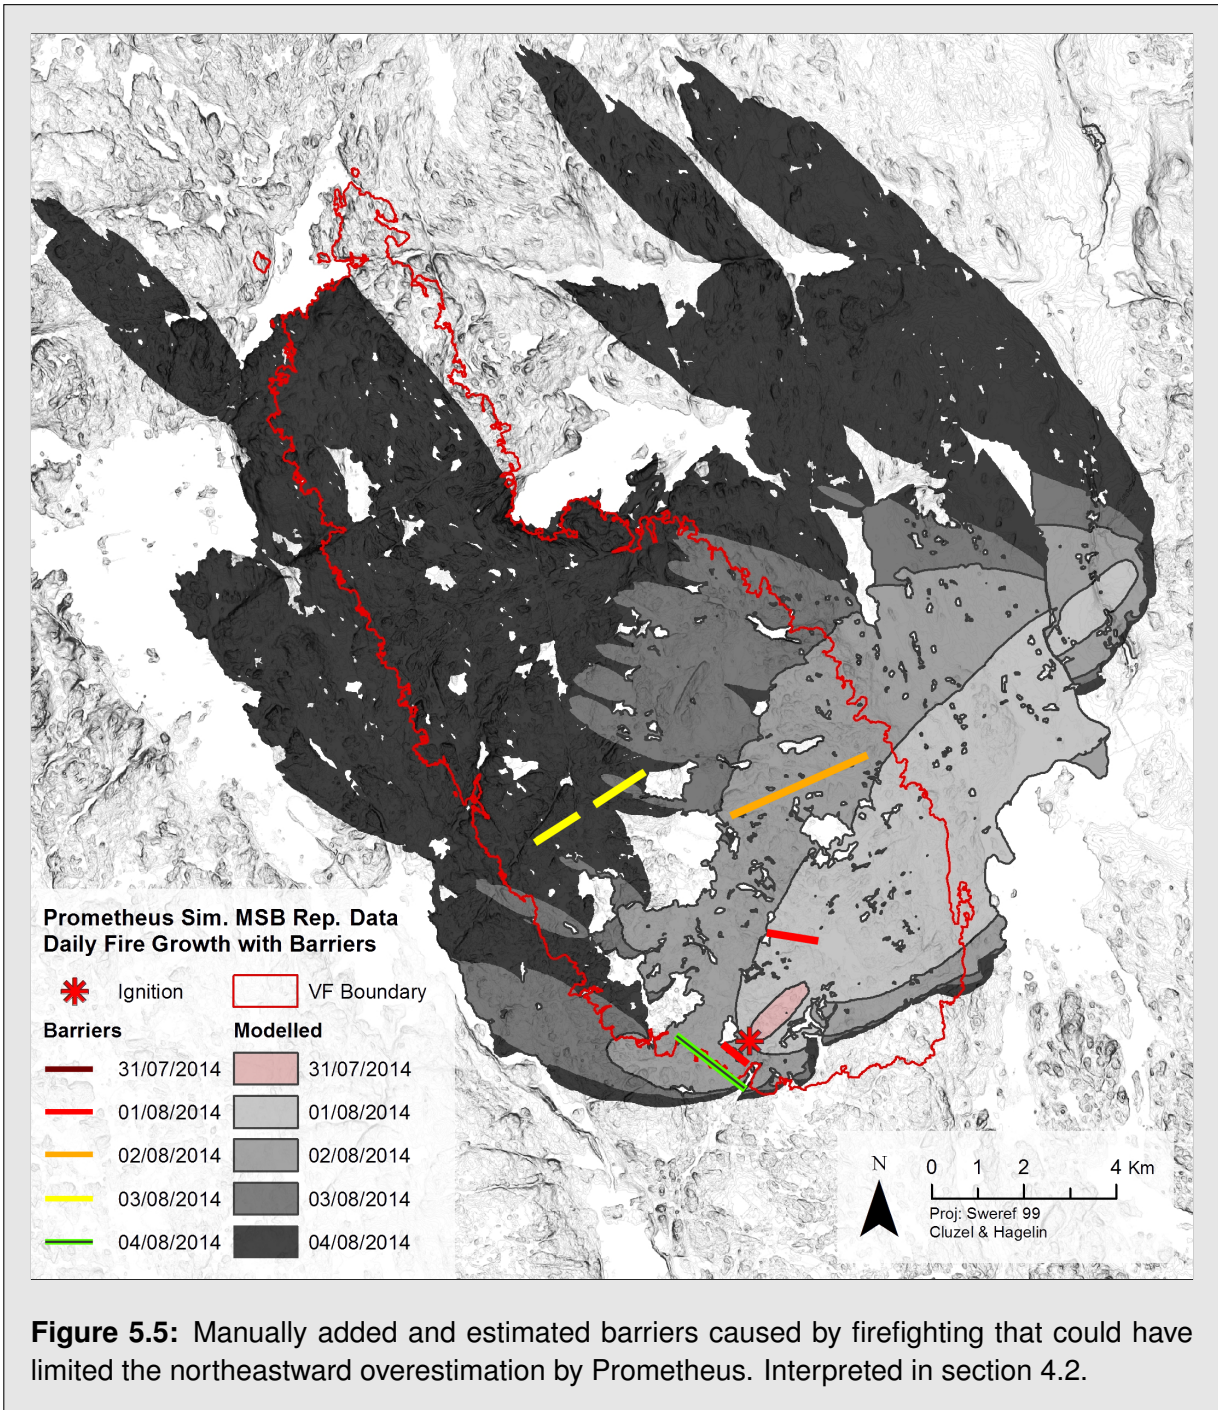 Prometheus Sim. MSB Rep. Data
Daily Fire Growth with Barriers
Ignition VF Boundary
Barriers Modelled
31/07/2014 31/07/2014
01/08/2014 01/08/2014
02/08/2014 02/08/2014
03/08/2014 03/08/2014
04/08/2014 04/08/2014
N
0 1 2 4 Km
Proj: Sweref 99
Cluzel & Hagelin
Figure 5.5: Manually added and estimated barriers caused by firefighting that could have
limited the northeastward overestimation by Prometheus. Interpreted in section 4.2.